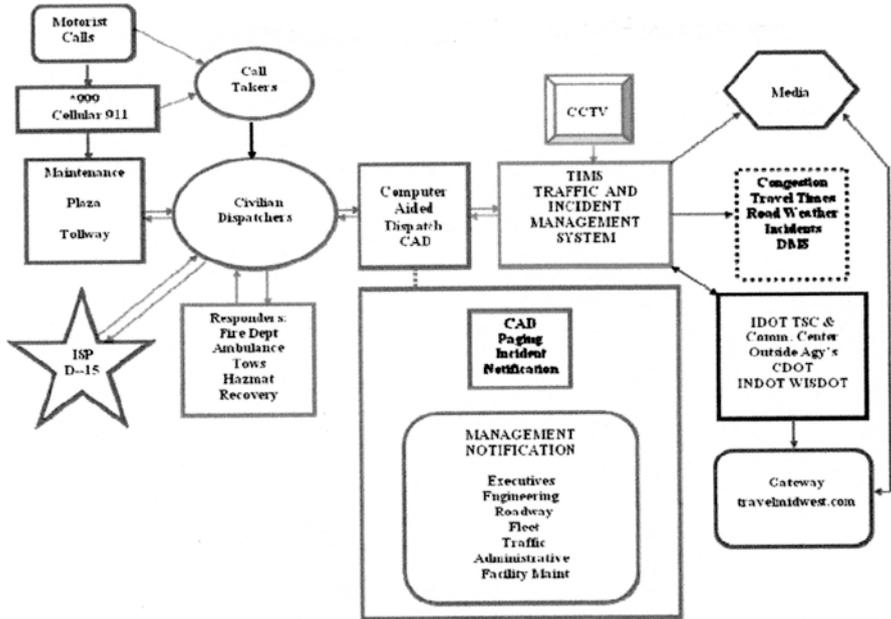 Motorist
Calls
*999
Cellular 911
Call
Takers
Maintenance
Plaza
Tollway
Civilian
Dispatchers
ISP
D--15
Responders:
Fire Dept
Ambulance
Tows
Hazmat
Recovery
Computer
Aided
Dispatch
CAD
CCTV
TIMS
TRAFFIC AND
INCIDENT
MANAGEMENT
SYSTEM
Media
Congestion
Travel Times
Road Weather
Incidents
DMS
CAD
Paging
Incident
Notification
MANAGEMENT
NOTIFICATION
Executives
Engineering
Roadway
Fleet
Traffic
Administrative
Facility Maint
IDOT TSC &
Comm. Center
Outside Agy's
CDOT
INDOT WISDOT
Gateway
travelmidwest.com